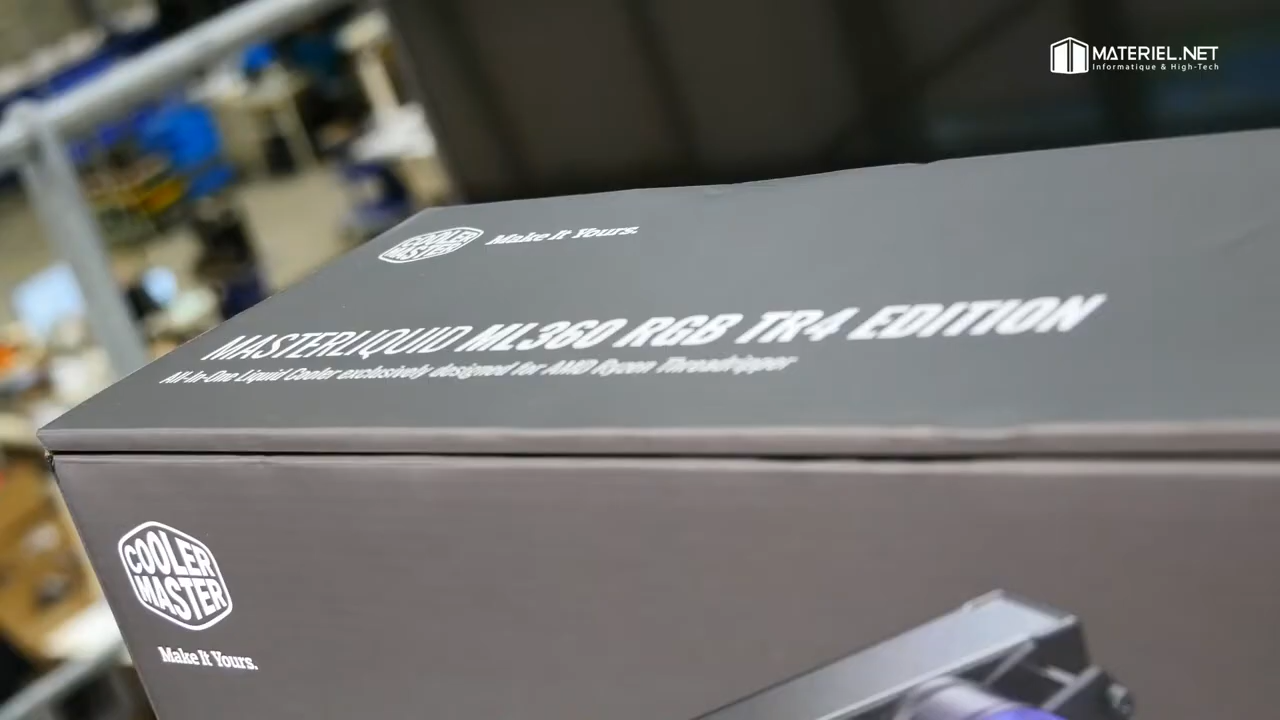 MATERIEL.NET
Informatique & High-Tech
COOLER MASTER Make It Yours.
MASTERLIQUID ML360 RGB TR4 EDITION
All-In-One Liquid Cooler exclusively designed for AMD Ryzen Threadripper
COOLER
MASTER
Make It Yours.